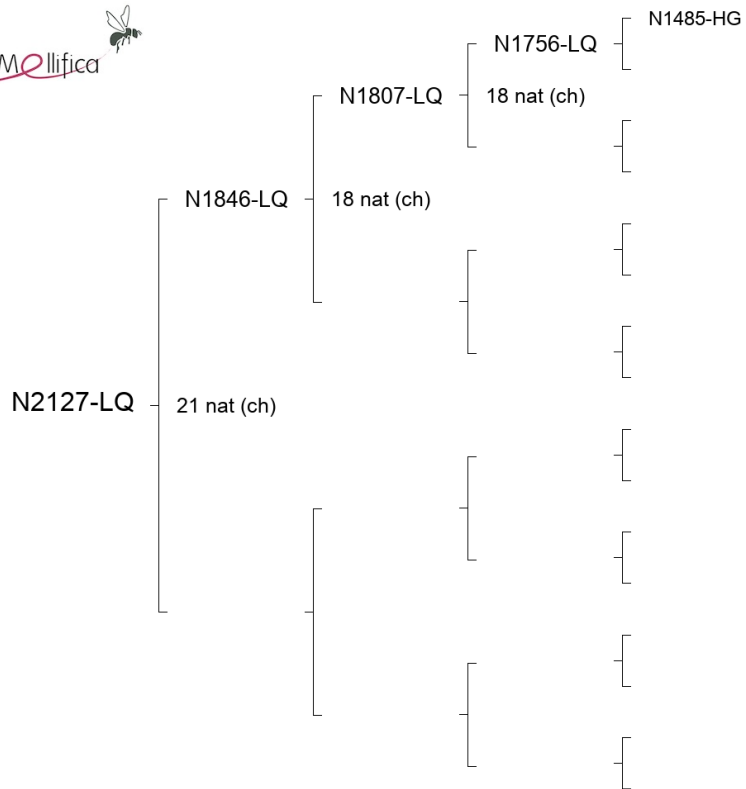 Mellifica
N1485-HG
N1756-LQ
N1807-LQ
18 nat (ch)
N1846-LQ
18 nat (ch)
N2127-LQ
21 nat (ch)